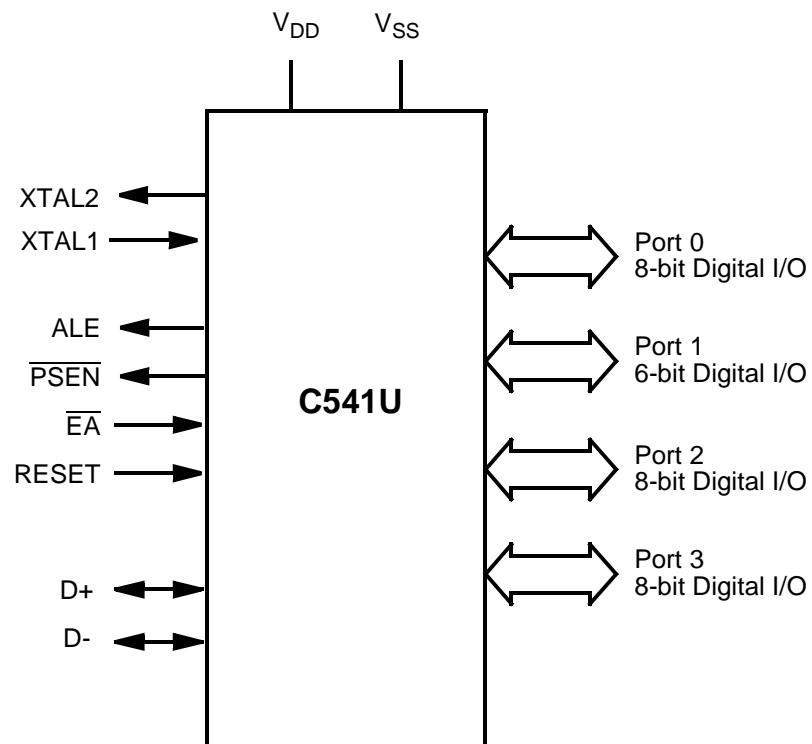 VDD
VSS
XTAL2
XTAL1
ALE
PSEN
EA
RESET
D+
D-
C541U
Port 0
8-bit Digital I/O
Port 1
6-bit Digital I/O
Port 2
8-bit Digital I/O
Port 3
8-bit Digital I/O